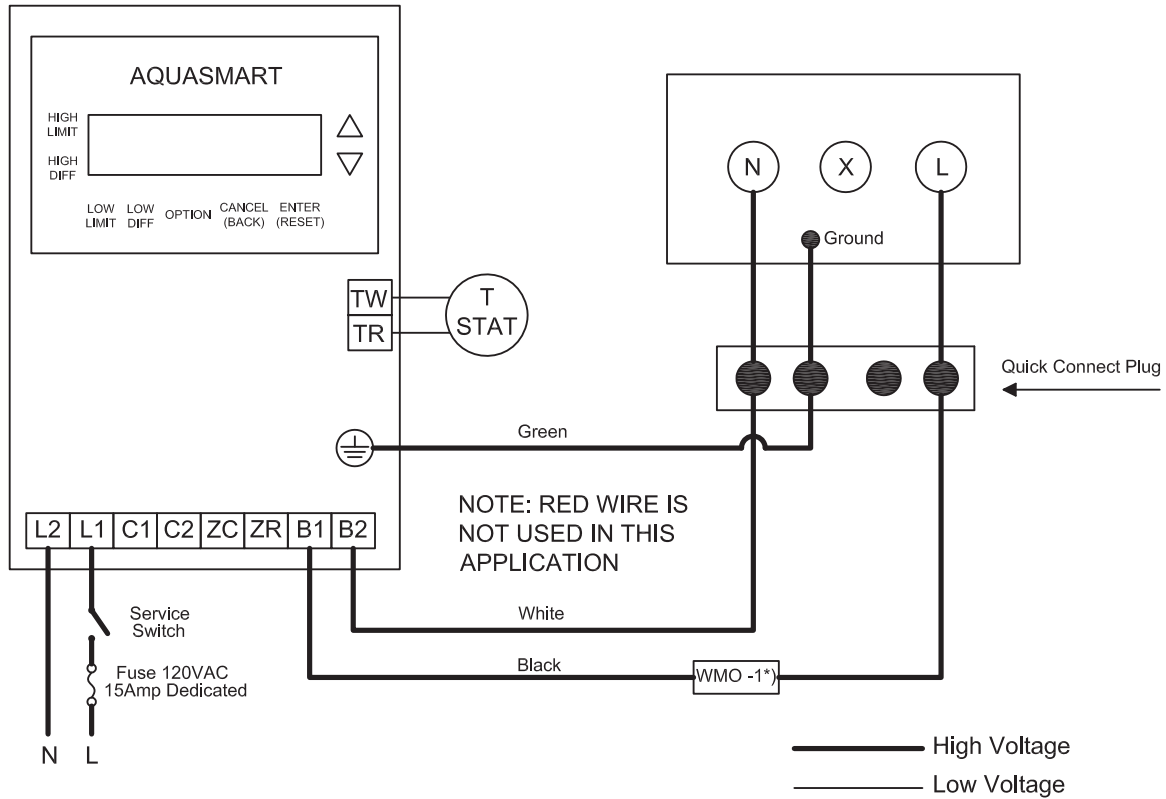 AQUASMART
HIGH
LIMIT
HIGH
DIFF
LOW
LIMIT
LOW
DIFF
OPTION
CANCEL
(BACK)
ENTER
(RESET)
N
X
L
Ground
TW
TR
T
STAT
Quick Connect Plug
Green
NOTE: RED WIRE IS
NOT USED IN THIS
APPLICATION
L2 L1 C1 C2 ZC ZR B1 B2
White
Service
Switch
Black
WMO -1*)
Fuse 120VAC
15Amp Dedicated
N
L
High Voltage
Low Voltage